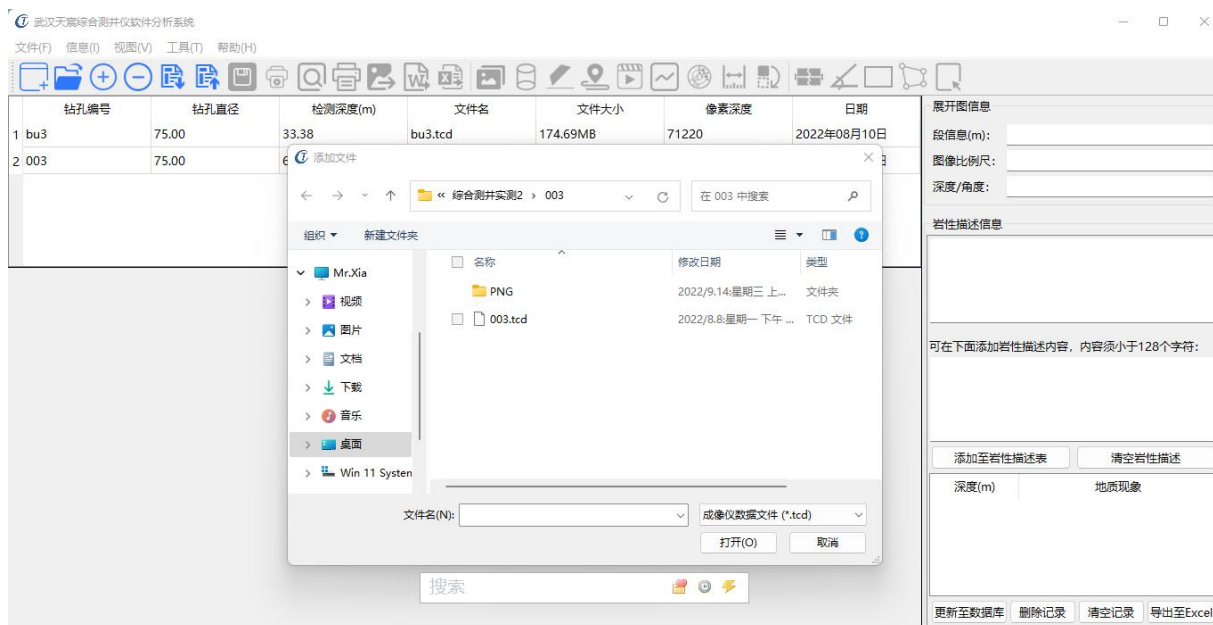 武汉天宸综合测井仪软件分析系统
文件(F) 信息(I) 视图(V) 工具(T) 帮助(H)
钻孔编号 钻孔直径 检测深度(m) 文件名 文件大小 像素深度 日期
1 bu3 75.00 33.38 bu3.tcd 174.69MB 71220 2022年08月10日
2 003 75.00
添加文件
« 综合测井实测2 › 003
在 003 中搜索
组织 新建文件夹
名称 修改日期 类型
PNG 2022/9.14:星期三 上... 文件夹
003.tcd 2022/8.8:星期一 下午 ... TCD 文件
Mr.Xia
视频
图片
文档
下载
音乐
桌面
Win 11 System
文件名(N):
成像仪数据文件 (*.tcd)
打开(O) 取消
搜索
展开图信息
段信息(m):
图像比例尺:
深度/角度:
岩性描述信息
可在下面添加岩性描述内容，内容须小于128个字符:
添加至岩性描述表 清空岩性描述
深度(m) 地质现象
更新至数据库 删除记录 清空记录 导出至Excel